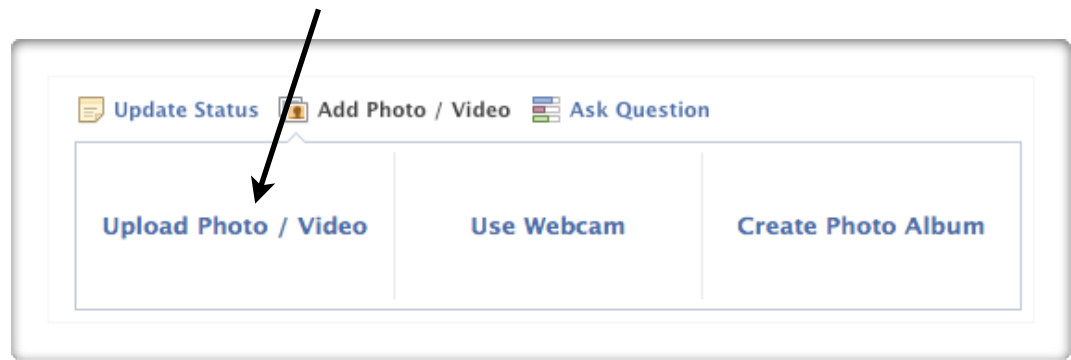 Update Status Add Photo / Video Ask Question
Upload Photo / Video Use Webcam Create Photo Album